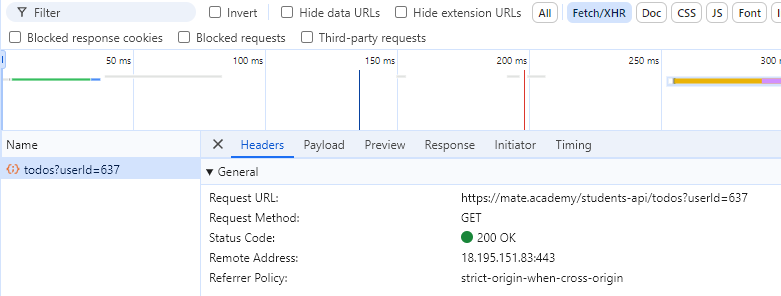 Filter Invert Hide data URLs Hide extension URLs All Fetch/XHR Doc CSS JS Font
Blocked response cookies Blocked requests Third-party requests
50 ms 100 ms 150 ms 200 ms 250 ms 300 m
Name Headers Payload Preview Response Initiator Timing
todos?userId=637
General
Request URL: https://mate.academy/students-api/todos?userId=637
Request Method: GET
Status Code: 200 OK
Remote Address: 18.195.151.83:443
Referrer Policy: strict-origin-when-cross-origin